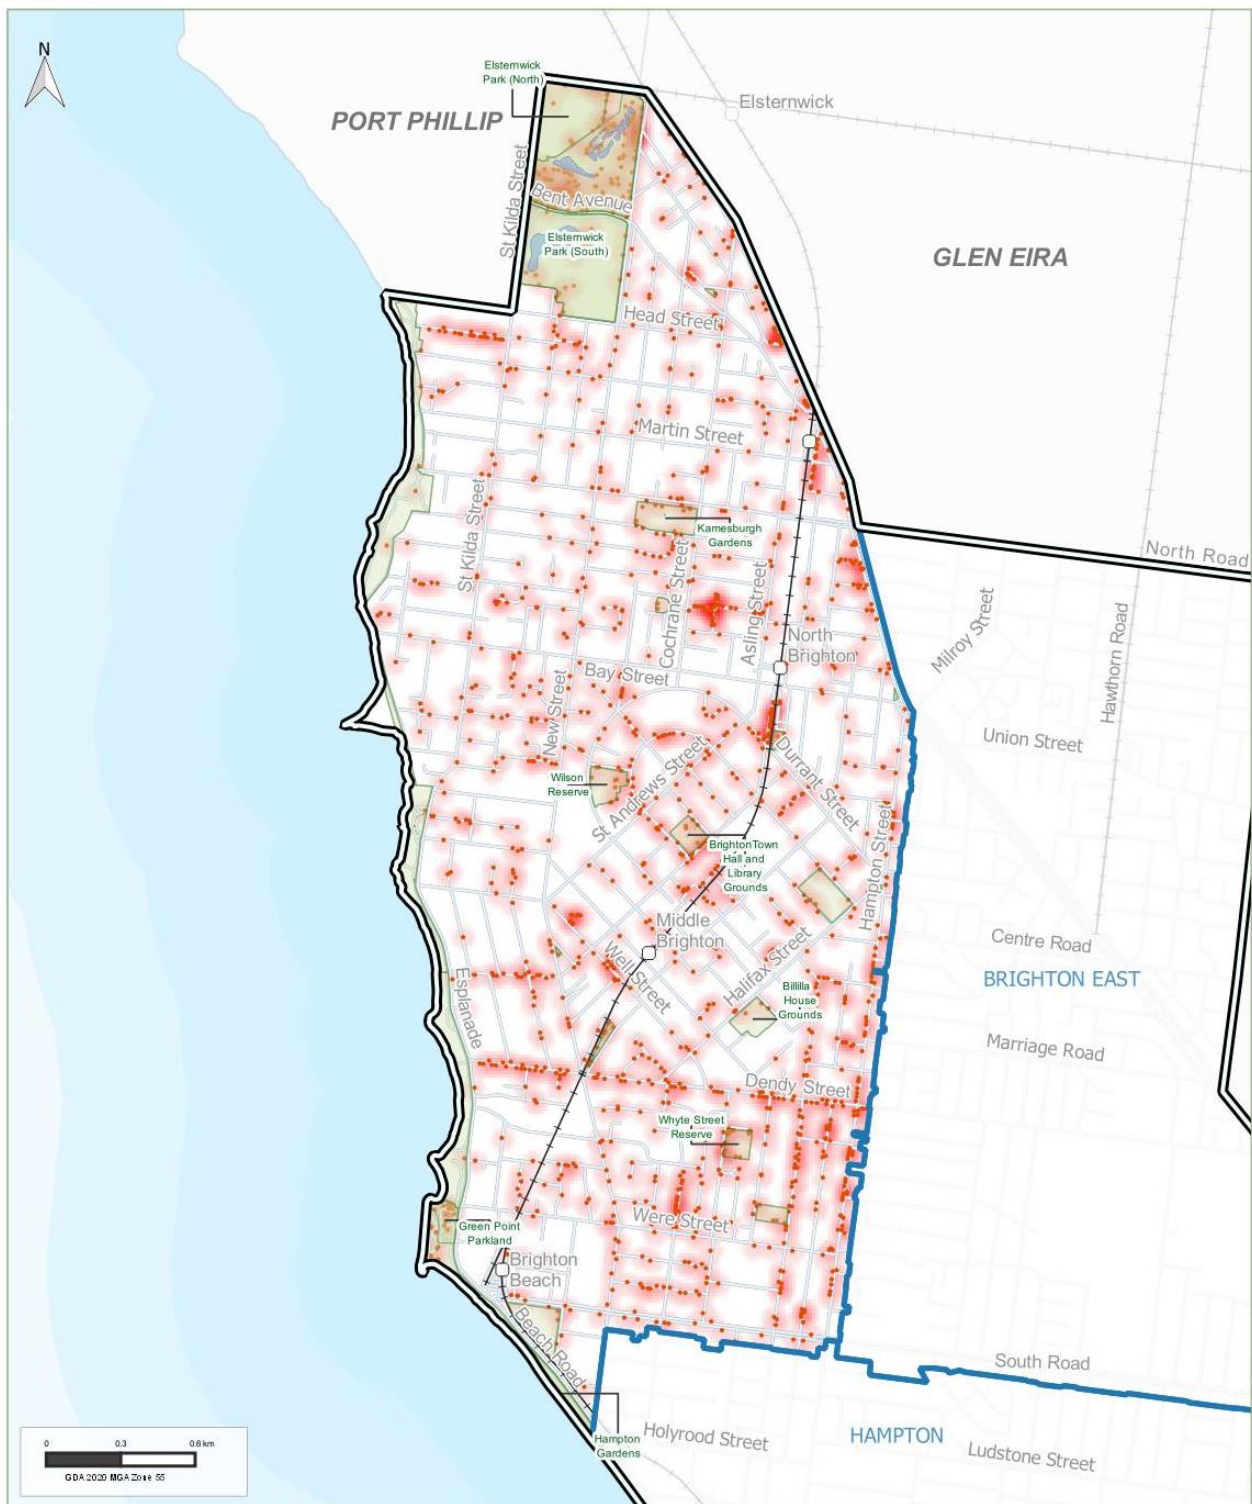 N
Elsternwick
Park (North)
Elsternwick
PORT PHILLIP
St Kilda Street
Bent Avenue
Elsternwick
Park (South)
GLEN EIRA
Head Street
Martin Street
St Kilda Street
Kamesburgh
Gardens
North Road
Cochrane Street
Asling Street
Milroy Street
Hawthorn Road
North
Brighton
Bay Street
New Street
Union Street
Durrant Street
St Andrews Street
Wilson
Reserve
Hampton Street
Brighton Town
Hall and
Library
Grounds
Middle
Brighton
Centre Road
Well Street
Halifax Street
BRIGHTON EAST
Esplanade
Billilla
House
Grounds
Marriage Road
Dendy Street
Whyte Street
Reserve
Were Street
Green Point
Parkland
Brighton
Beach
Beach Road
South Road
Hampton
Gardens
Holyrood Street
HAMPTON
Ludstone Street
0 0.3 0.6 km
GDA 2020 MGA Zone 55